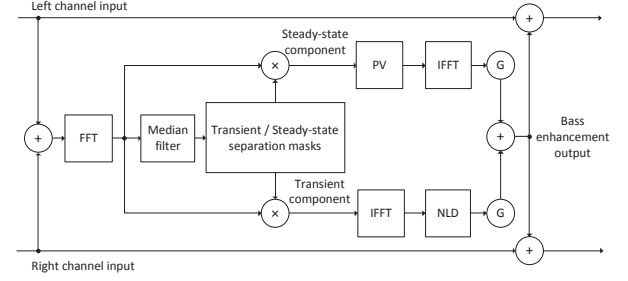 Left channel input
+
Steady-state
component
×
PV
IFFT
G
+
FFT
Median
filter
Transient / Steady-state
separation masks
+
Bass
enhancement
output
Transient
component
×
IFFT
NLD
G
+
Right channel input